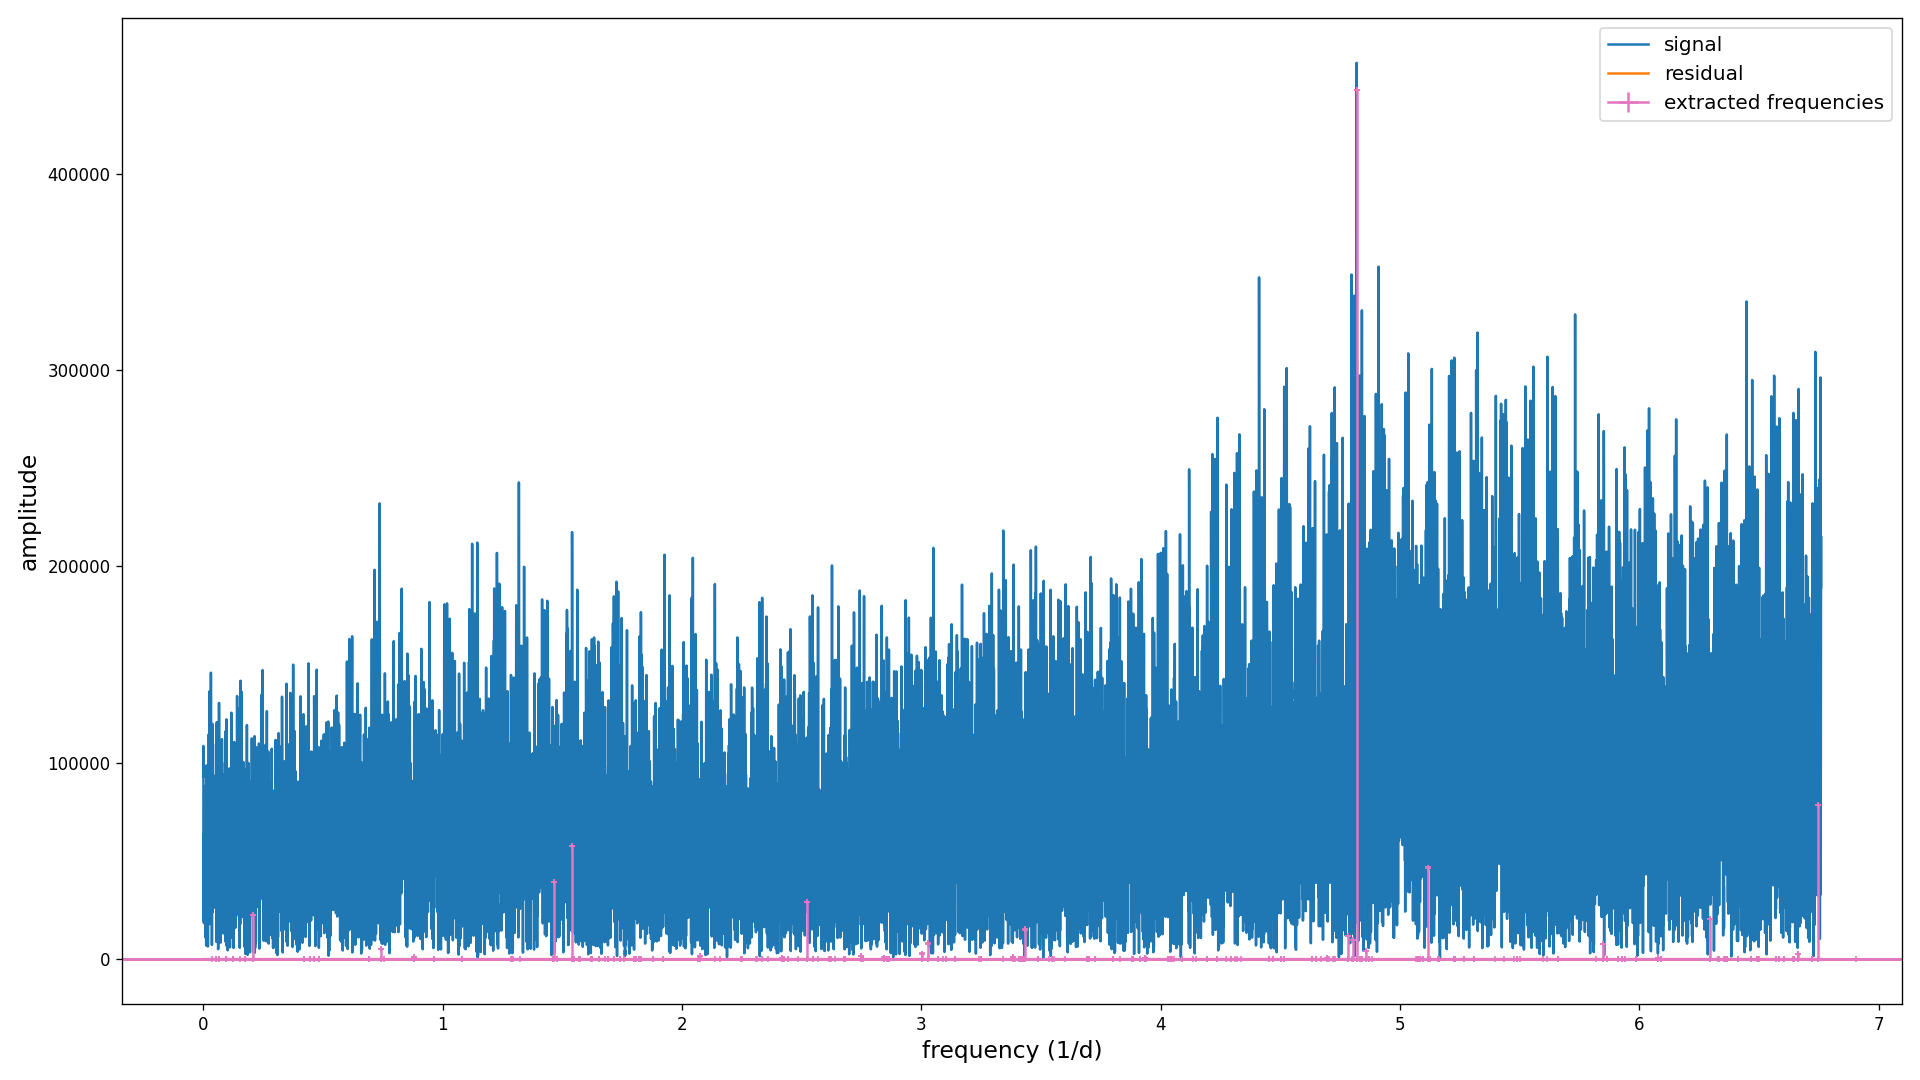 signal
residual
extracted frequencies
amplitude
400000
300000
200000
100000
0
0 1 2 3 4 5 6 7
frequency (1/d)